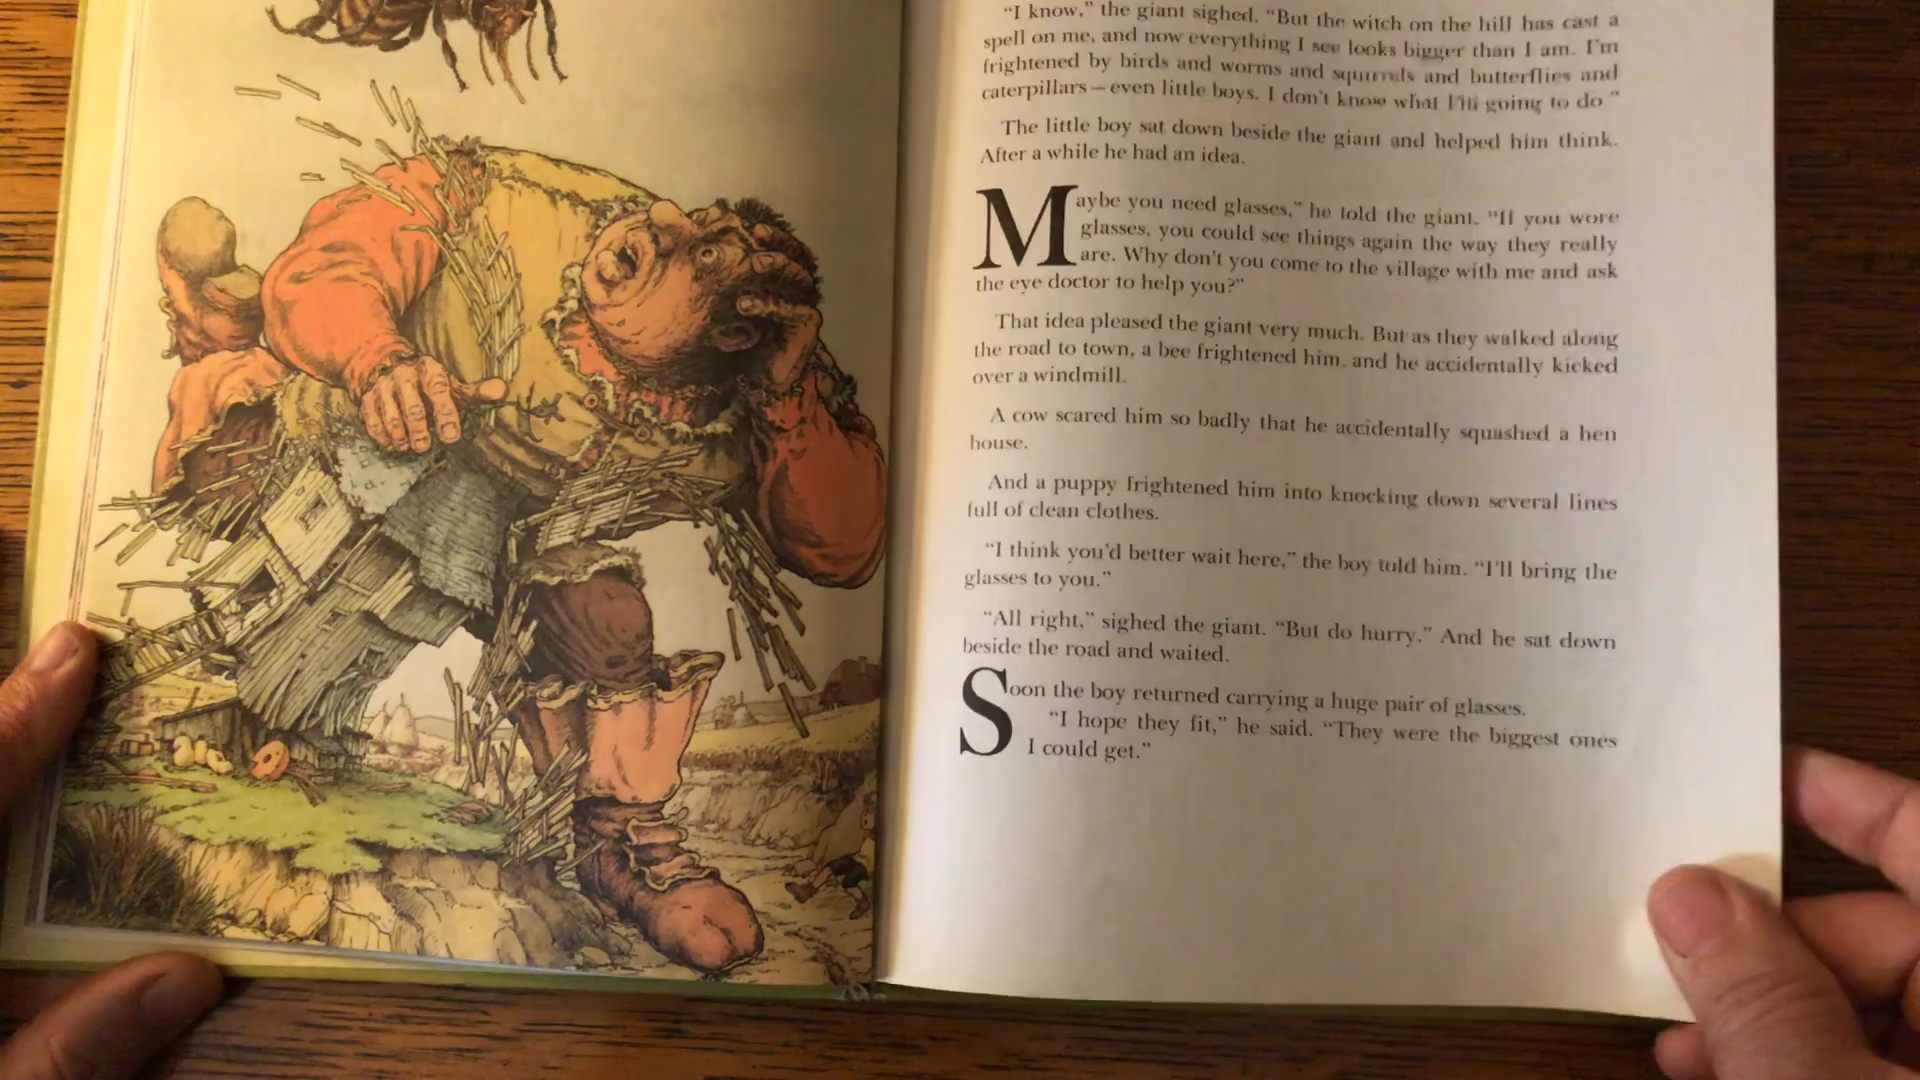 “I know,” the giant sighed. “But the witch on the hill has cast a
spell on me, and now everything I see looks bigger than I am. I'm
frightened by birds and worms and squirrels and butterflies and
caterpillars—even little boys. I don't know what I'm going to do”
The little boy sat down beside the giant and helped him think.
After a while he had an idea.
Maybe you need glasses,” he told the giant. “If you wore
glasses, you could see things again the way they really
are. Why don't you come to the village with me and ask
the eye doctor to help you?”
That idea pleased the giant very much. But as they walked along
the road to town, a bee frightened him, and he accidentally kicked
over a windmill.
A cow scared him so badly that he accidentally squashed a hen
house.
And a puppy frightened him into knocking down several lines
full of clean clothes.
“I think you'd better wait here,” the boy told him. “I'll bring the
glasses to you.”
“All right,” sighed the giant. “But do hurry.” And he sat down
beside the road and waited.
Soon the boy returned carrying a huge pair of glasses.
“I hope they fit,” he said. “They were the biggest ones
I could get.”